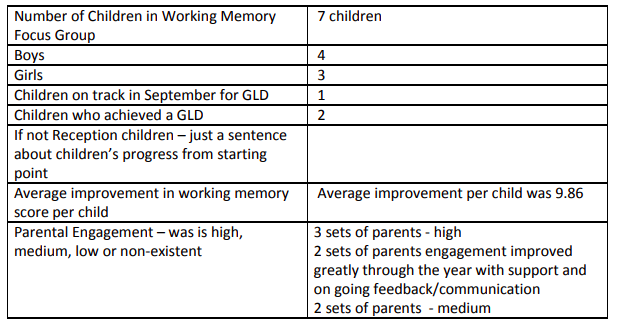 Number of Children in Working Memory
Focus Group
7 children
Boys
4
Girls
3
Children on track in September for GLD
1
Children who achieved a GLD
2
If not Reception children – just a sentence
about children's progress from starting
point
Average improvement in working memory
score per child
Average improvement per child was 9.86
Parental Engagement – was is high,
medium, low or non-existent
3 sets of parents - high
2 sets of parents engagement improved
greatly through the year with support and
on going feedback/communication
2 sets of parents  - medium